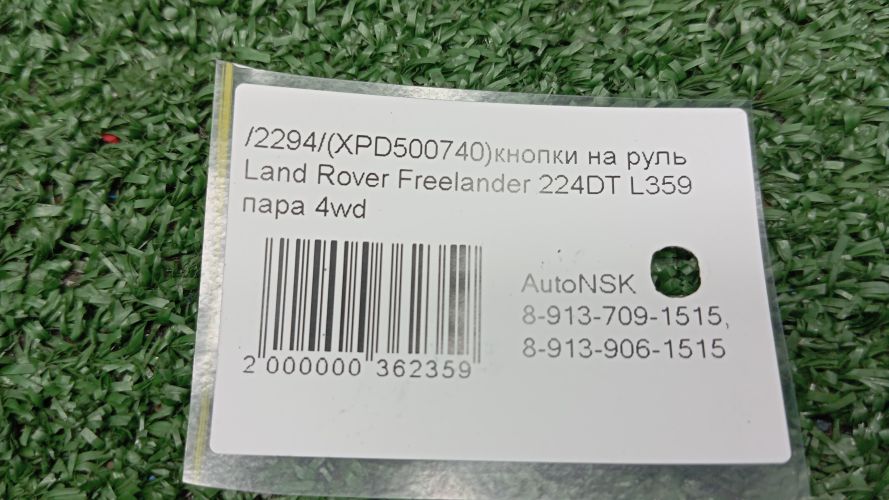 /2294/(XPD500740)кнопки на руль
Land Rover Freelander 224DT L359
пара 4wd
AutoNSK
8-913-709-1515,
8-913-906-1515
2 000000 362359